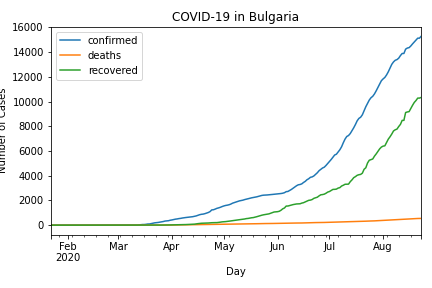 COVID-19 in Bulgaria
16000
14000
12000
10000
8000
6000
4000
2000
0
Number of Cases
confirmed
deaths
recovered
Feb
2020
Mar
Apr
May
Jun
Jul
Aug
Day